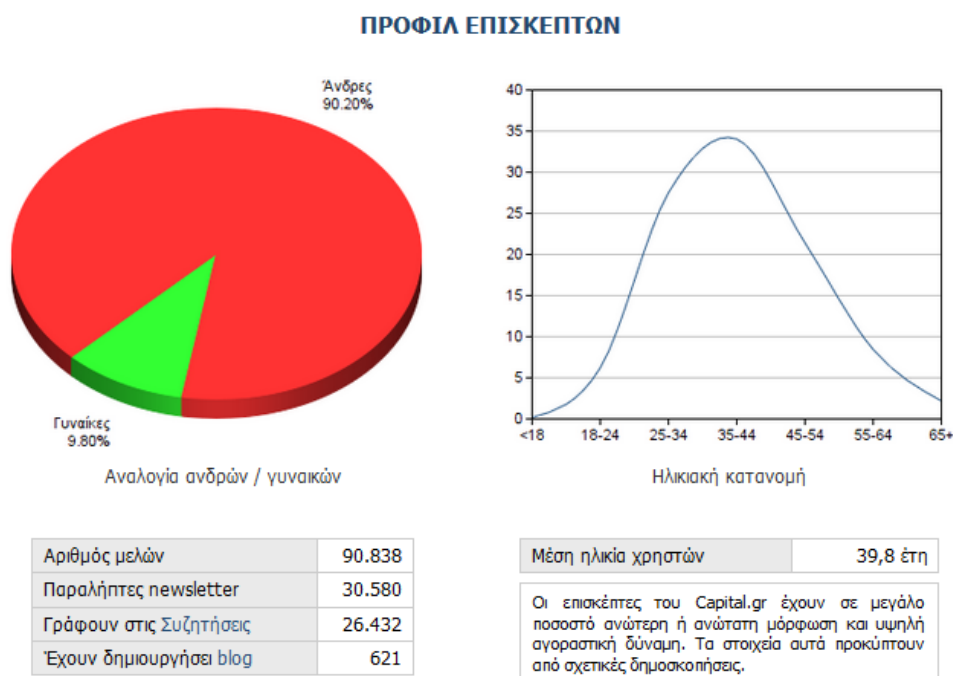 ΠΡΟΦΙΛ ΕΠΙΣΚΕΠΤΩΝ
Άνδρες
90.20%
Γυναίκες
9.80%
Αναλογία ανδρών / γυναικών
40
35
30
25
20
15
10
5
0
<18 18-24 25-34 35-44 45-54 55-64 65+
Ηλικιακή κατανομή
Αριθμός μελών 90.838
Παραλήπτες newsletter 30.580
Γράφουν στις Συζητήσεις 26.432
Έχουν δημιουργήσει blog 621
Μέση ηλικία χρηστών 39,8 έτη
Οι επισκέπτες του Capital.gr έχουν σε μεγάλο
ποσοστό ανώτερη ή ανώτατη μόρφωση και υψηλή
αγοραστική δύναμη. Τα στοιχεία αυτά προκύπτουν
από σχετικές δημοσκοπήσεις.